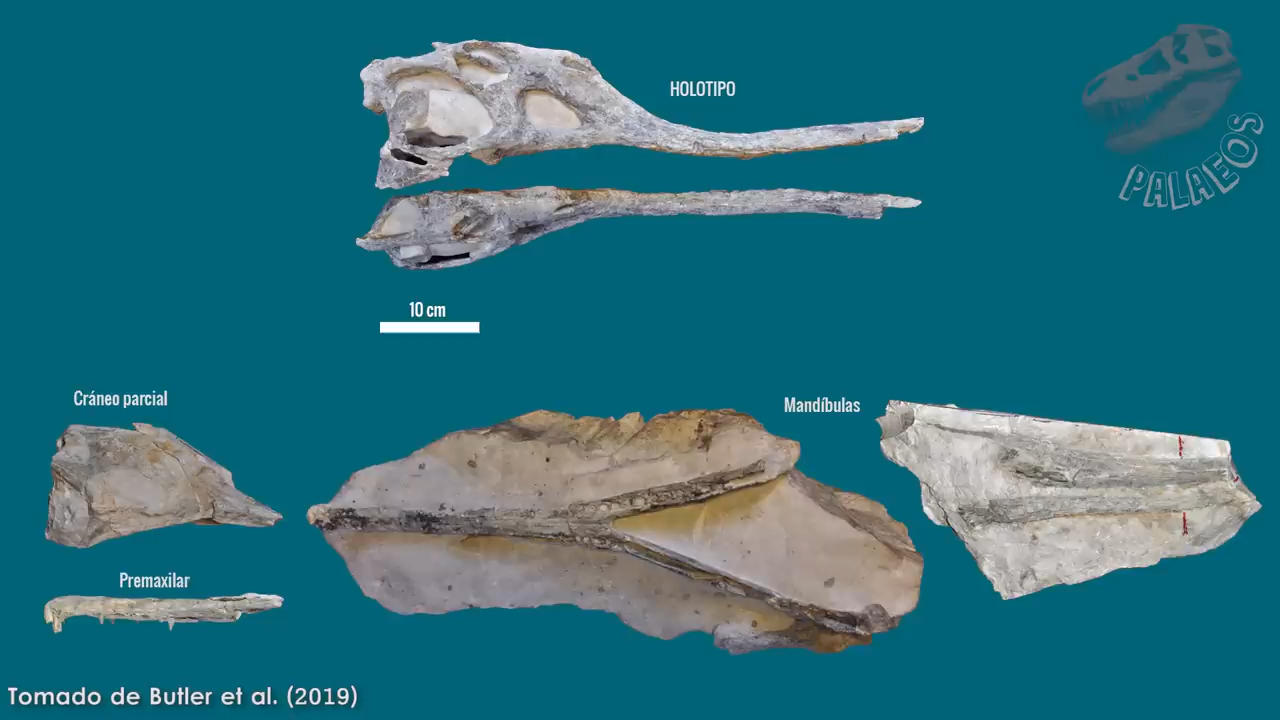 HOLOTIPO
PALAEOS
10 cm
Cráneo parcial
Mandíbulas
Premaxilar
Tomado de Butler et al. (2019)